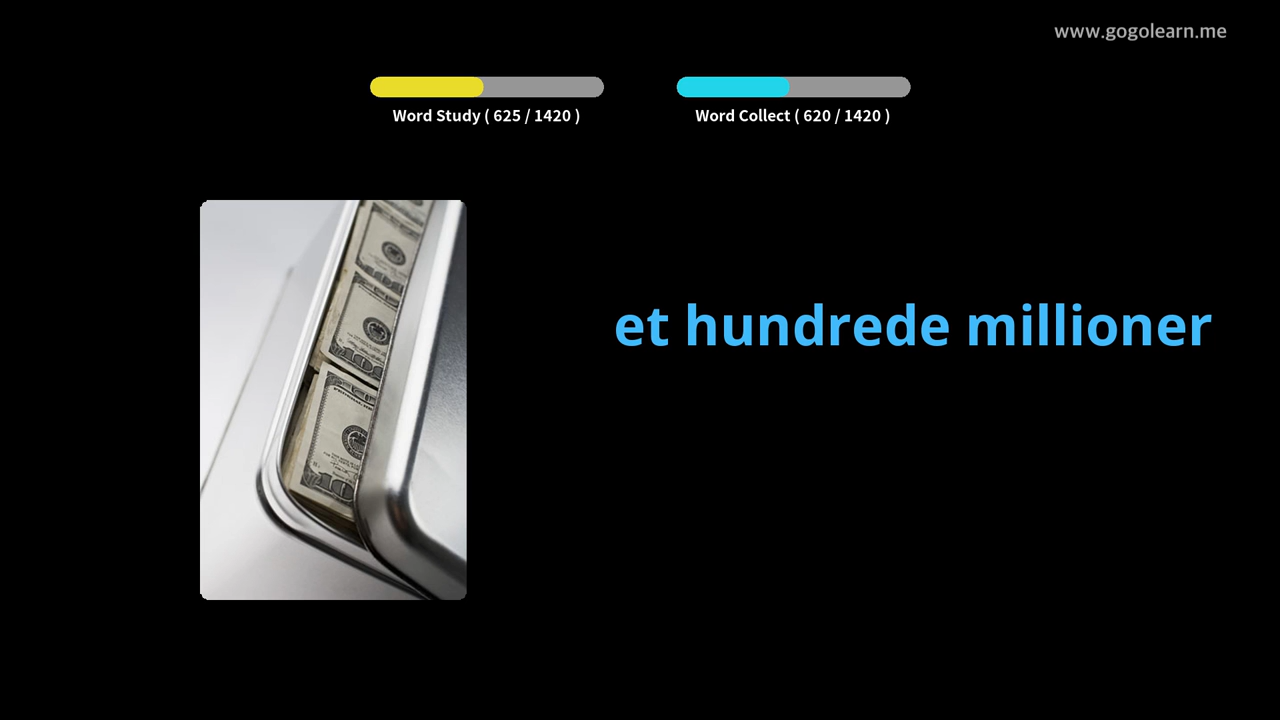 www.gogolearn.me
Word Study ( 625 / 1420 )
Word Collect ( 620 / 1420 )
et hundrede millioner